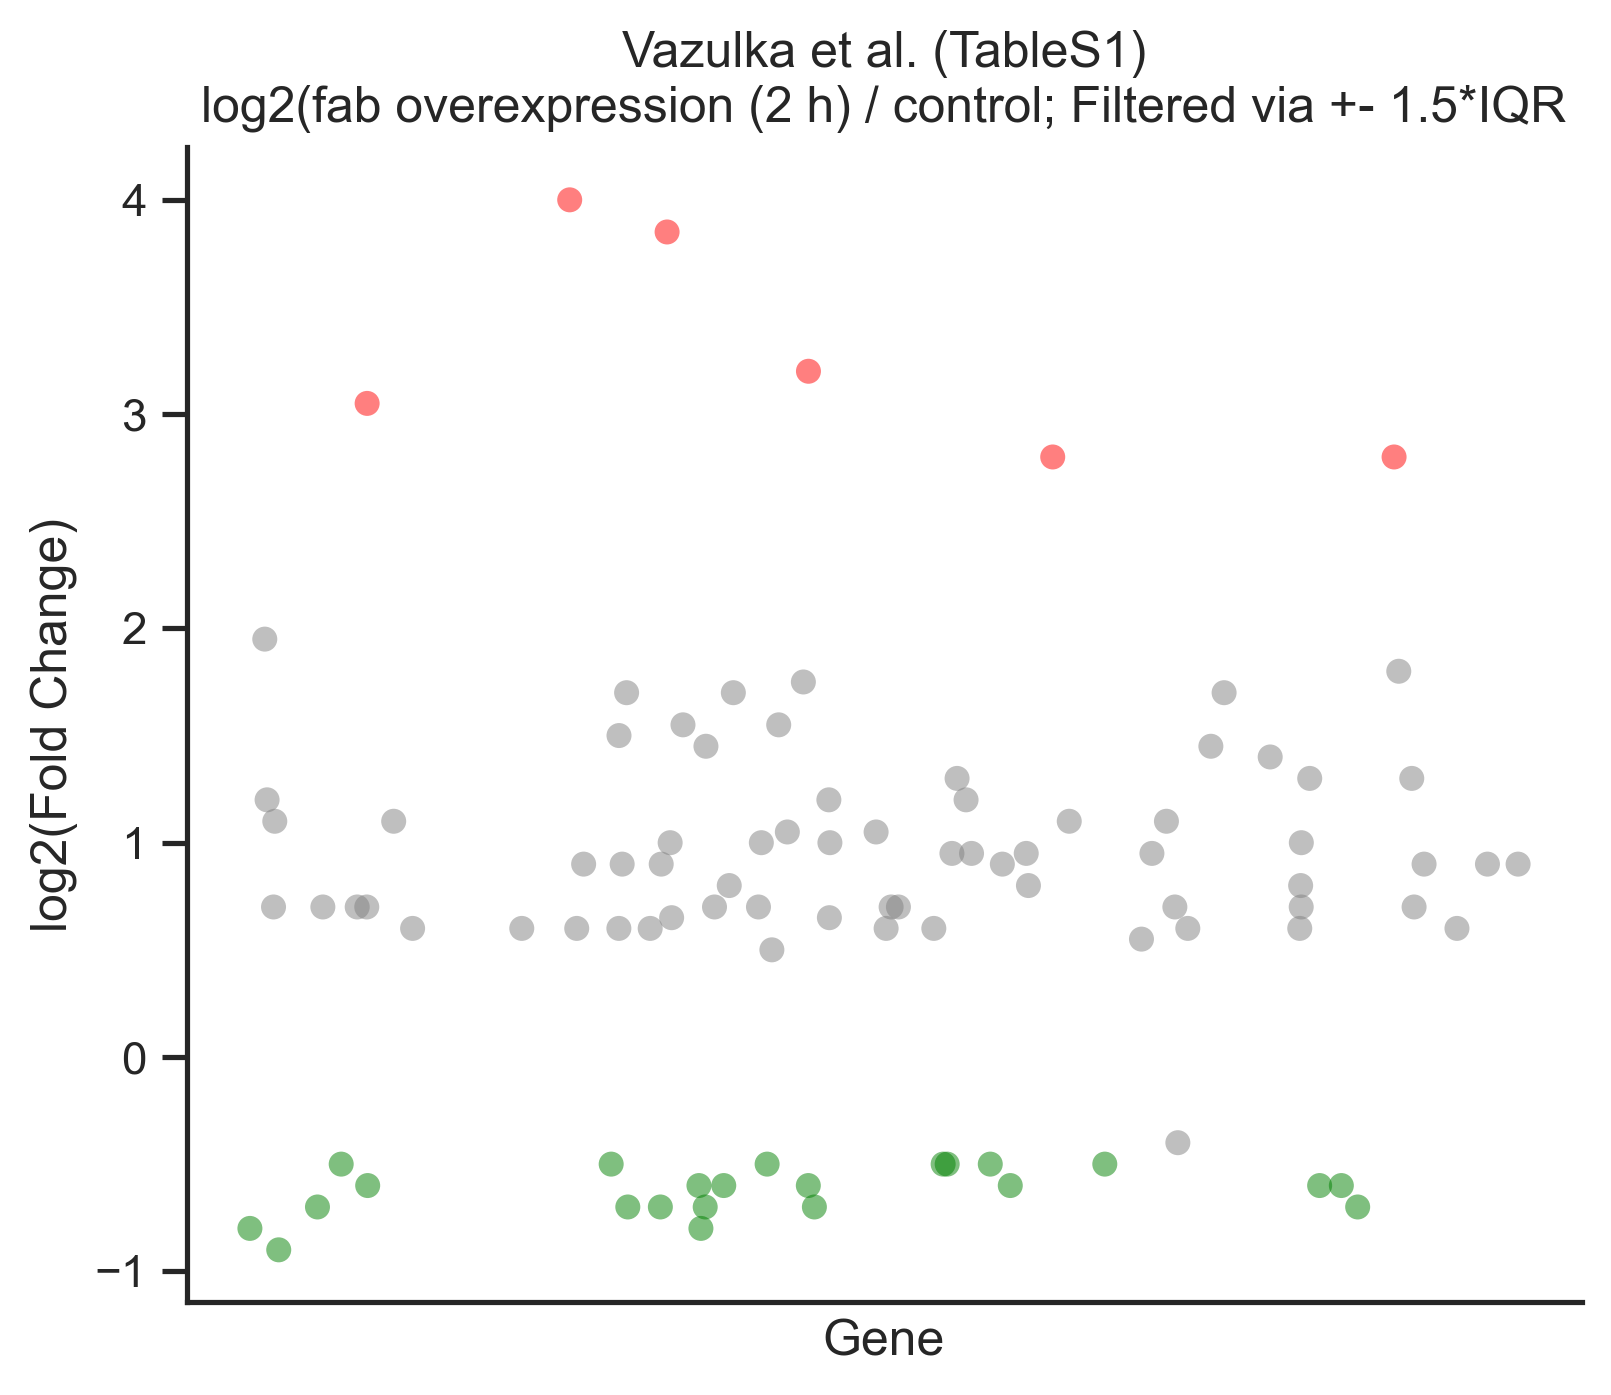 Vazulka et al. (TableS1)
log2(fab overexpression (2 h) / control; Filtered via +- 1.5*IQR
4
3
2
1
0
−1
log2(Fold Change)
Gene